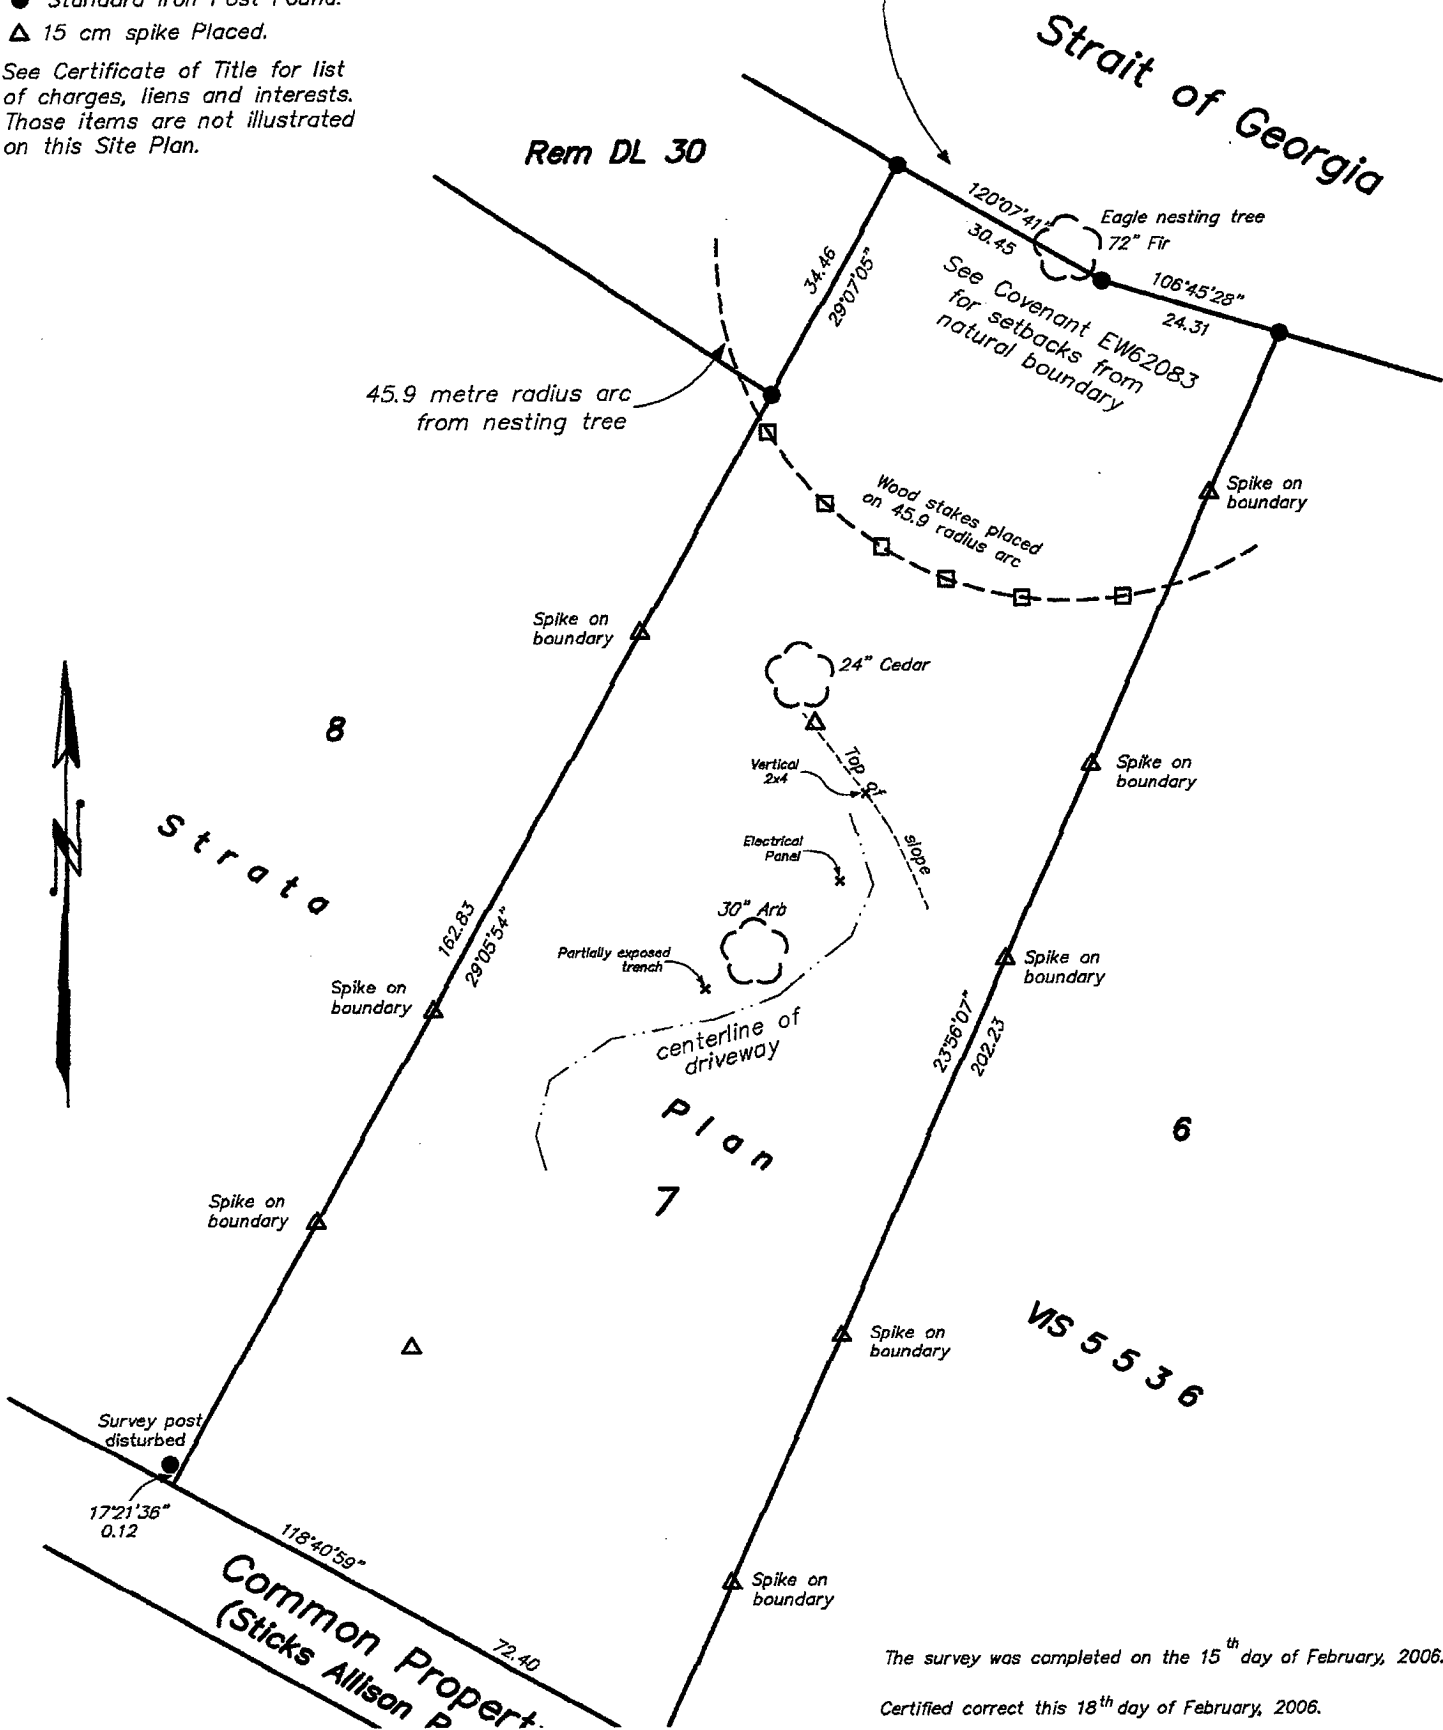 Standard Iron Post Found.
15 cm spike Placed.
See Certificate of Title for list
of charges, liens and interests.
Those items are not illustrated
on this Site Plan.
Strait of Georgia
Rem DL 30
120°07'41"
30.45
Eagle nesting tree
72" Fir
106°45'28"
24.31
34.46
29°07'05"
See Covenant EW62083
for setbacks from
natural boundary
45.9 metre radius arc
from nesting tree
Wood stakes placed
on 45.9 radius arc
Spike on
boundary
Spike on
boundary
24" Cedar
8
Top of
slope
Vertical
2x4
Spike on
boundary
Strata
Electrical
Panel
30" Arb
162.83
29°05'54"
Partially exposed
trench
Spike on
boundary
Spike on
boundary
23°56'07"
202.23
centerline of
driveway
Plan
7
6
Spike on
boundary
VIS 5536
Spike on
boundary
Survey post
disturbed
17°21'36"
0.12
118°40'59"
72.40
Common Propert
(Sticks Allison
Spike on
boundary
The survey was completed on the 15th day of February, 2006.
Certified correct this 18th day of February, 2006.